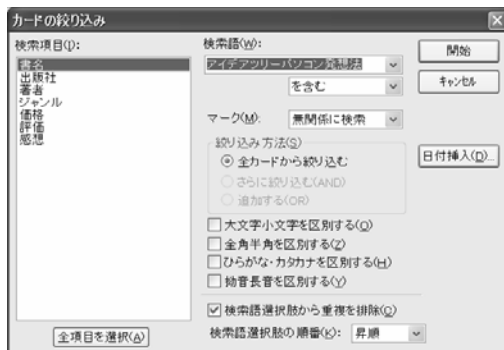 カードの絞り込み
検索項目(I):
書名
出版社
著者
ジャンル
価格
評価
感想
全項目を選択(A)
検索語(W):
アイデアツリーパソコン発想法
を含む
マーク(M): 無関係に検索
絞り込み方法(S)
全カードから絞り込む
さらに絞り込む(AND)
追加する(OR)
大文字小文字を区別する(O)
全角半角を区別する(Z)
ひらがな・カタカナを区別する(H)
拗音長音を区別する(Y)
検索語選択肢から重複を排除(C)
検索語選択肢の順番(K): 昇順
開始
キャンセル
日付挿入(D)...